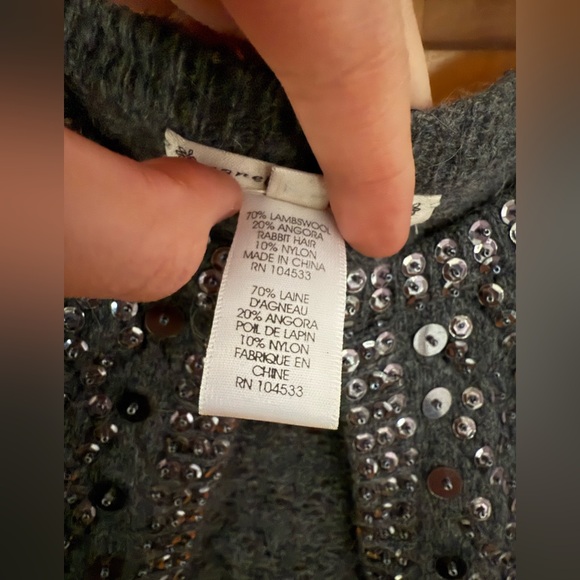 70% LAMBSWOOL
20% ANGORA
RABBIT HAIR
10% NYLON
MADE IN CHINA
RN 104533
70% LAINE
D'AGNEAU
20% ANGORA
POIL DE LAPIN
10% NYLON
FABRIQUE EN
CHINE
RN 104533